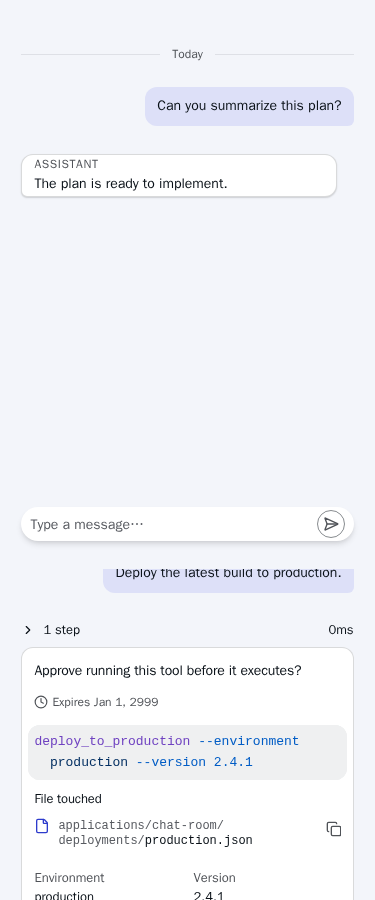 Today
Can you summarize this plan?
ASSISTANT
The plan is ready to implement.
Type a message…
Deploy the latest build to production.
1 step 0ms
Approve running this tool before it executes?
Expires Jan 1, 2999
deploy_to_production --environment
production --version 2.4.1
File touched
applications/chat-room/
deployments/production.json
Environment Version
production 2.4.1